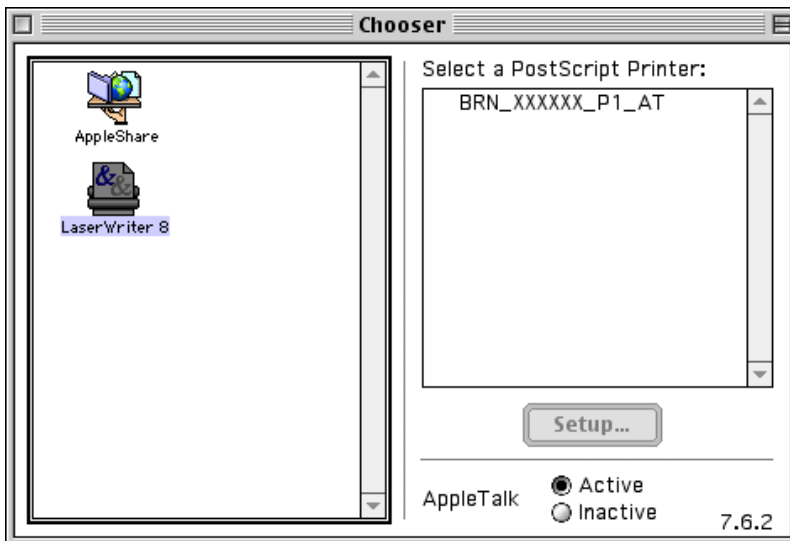 Chooser
AppleShare
LaserWriter 8
Select a PostScript Printer:
BRN_XXXXXX_P1_AT
Setup...
AppleTalk
Active
Inactive
7.6.2